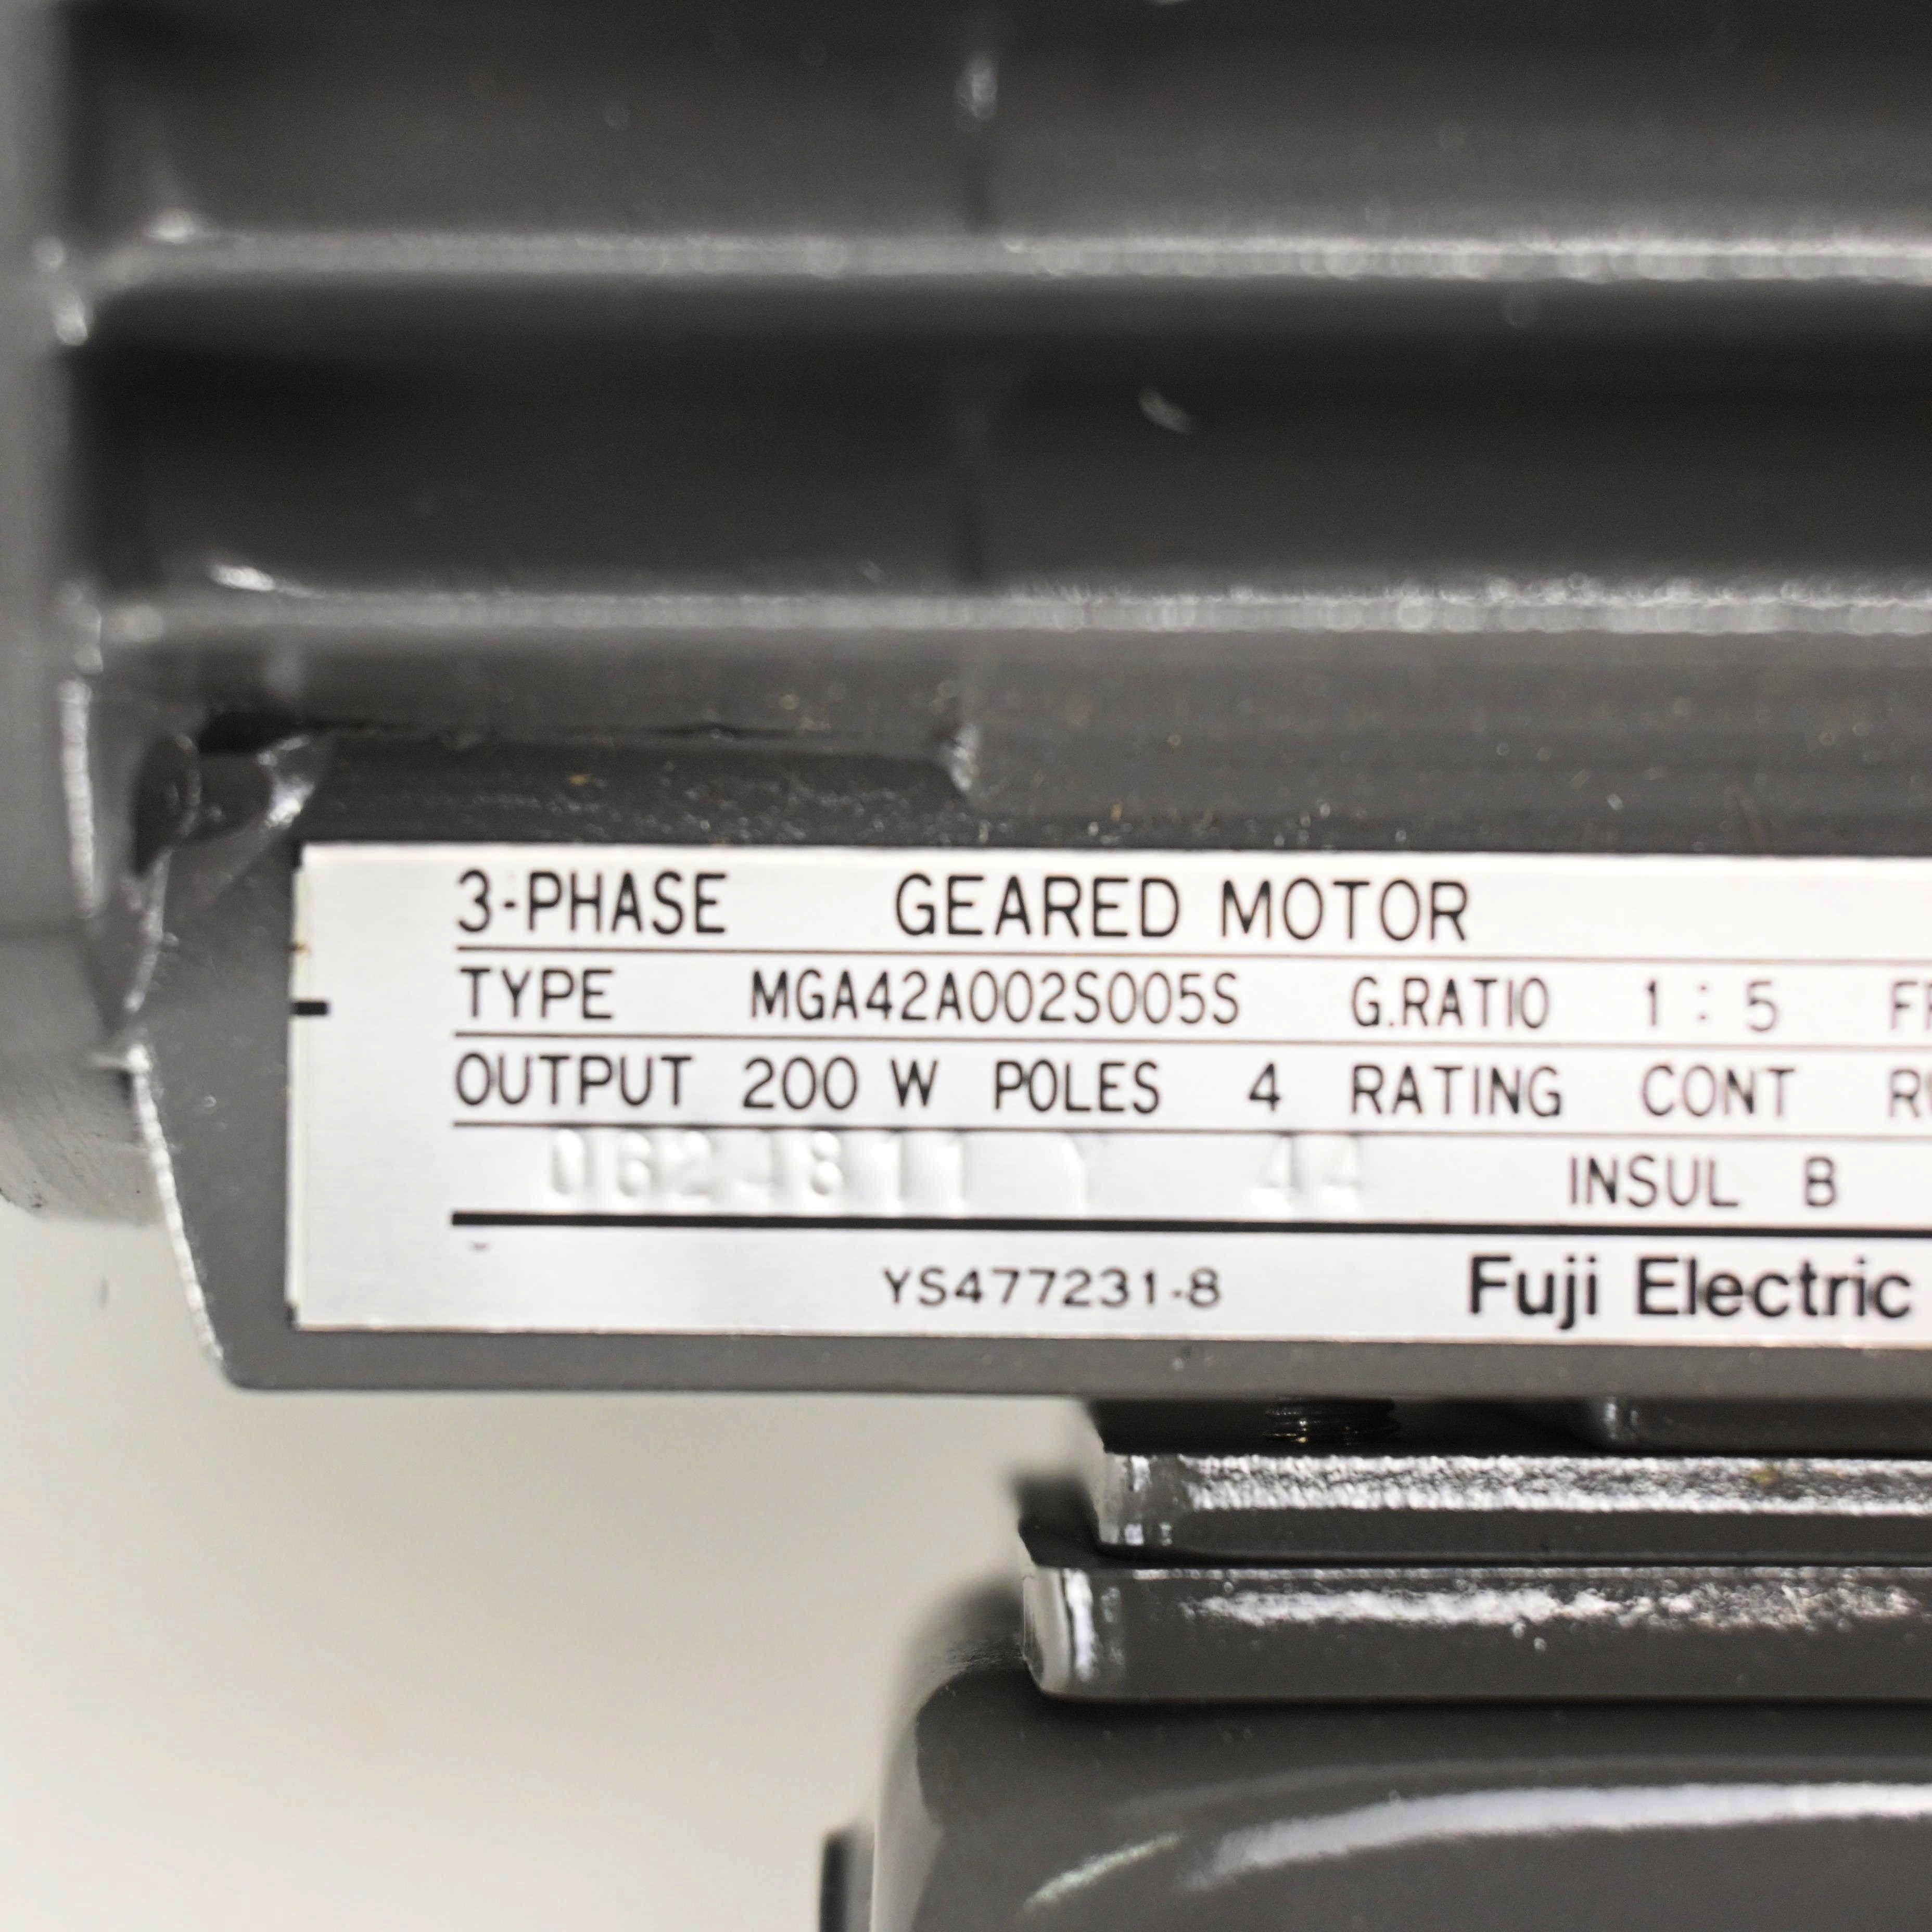 3-PHASE GEARED MOTOR
TYPE MGA42A002S005S G.RATIO 1 : 5
OUTPUT 200 W POLES 4 RATING CONT
44 INSUL B
YS477231-8 Fuji Electric